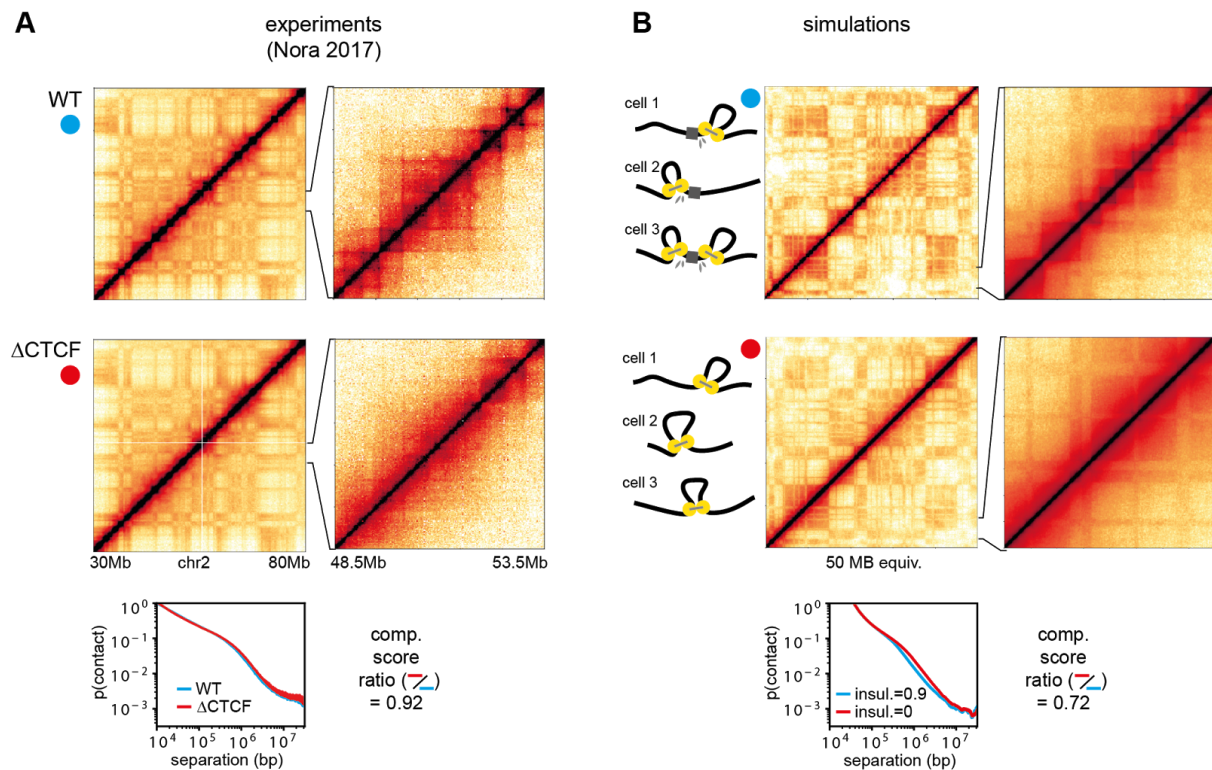 A
experiments
(Nora 2017)
WT
ΔCTCF
30Mb
chr2
80Mb
48.5Mb
53.5Mb
10⁰
10⁻¹
10⁻²
10⁻³
p(contact)
WT
ΔCTCF
10⁴
10⁵
10⁶
10⁷
separation (bp)
comp.
score
ratio ( / )
= 0.92
B
simulations
cell 1
cell 2
cell 3
cell 1
cell 2
cell 3
50 MB equiv.
10⁰
10⁻¹
10⁻²
10⁻³
p(contact)
insul.=0.9
insul.=0
10⁴
10⁵
10⁶
10⁷
separation (bp)
comp.
score
ratio ( / )
= 0.72